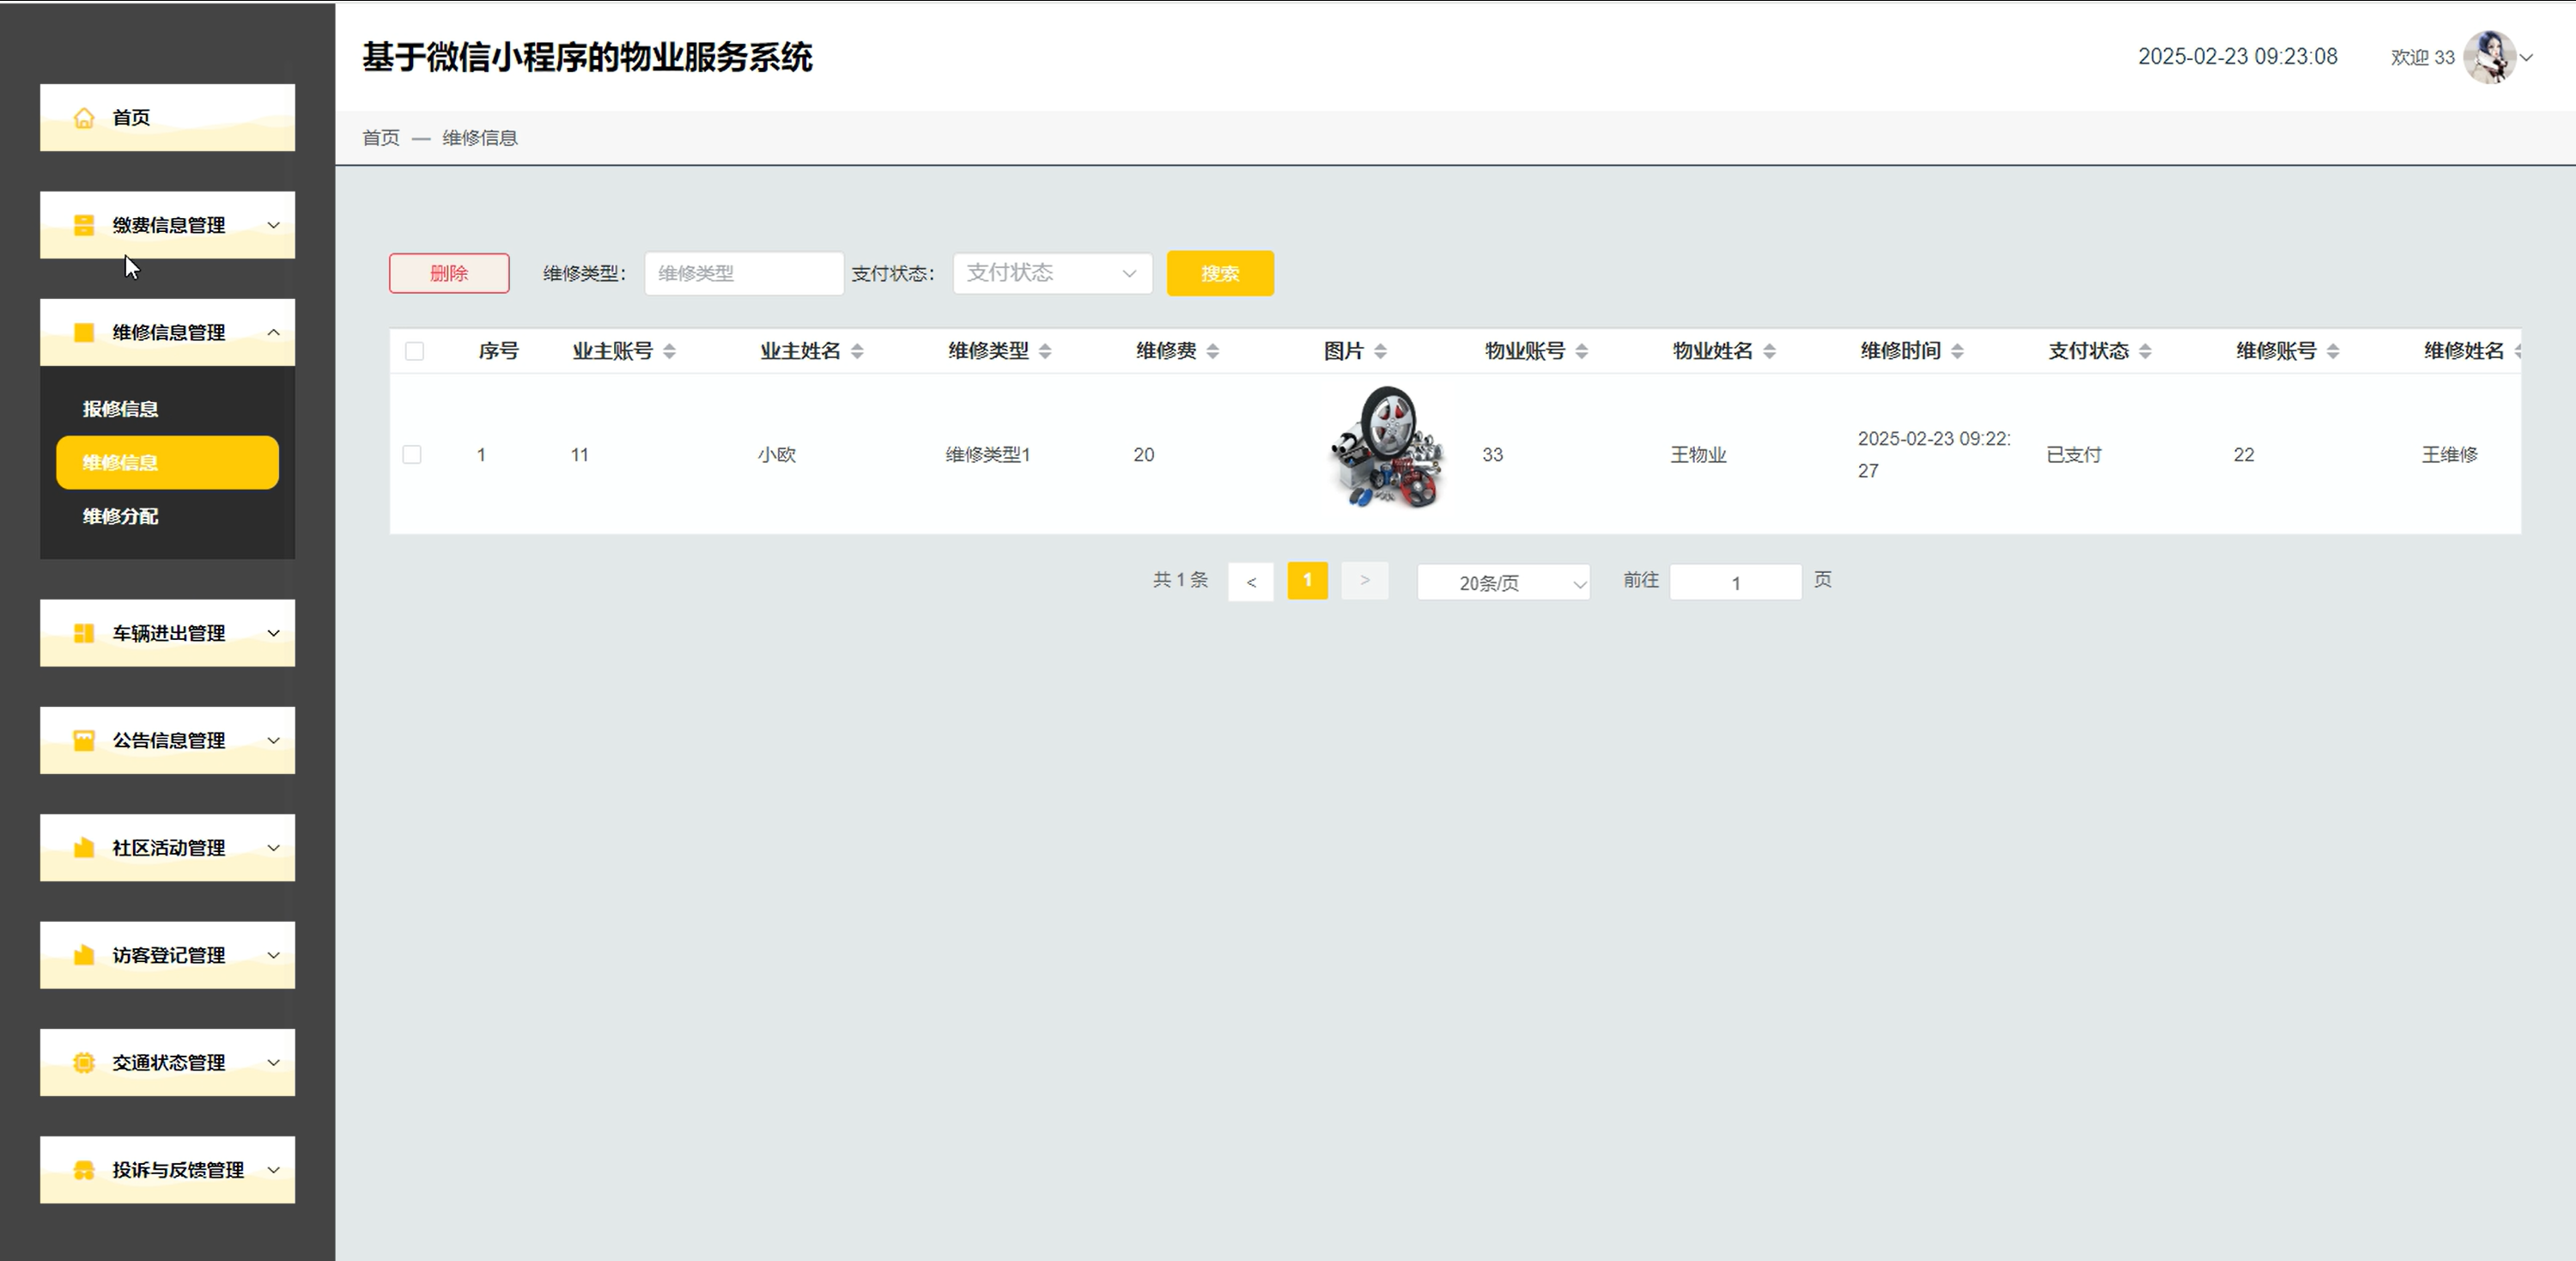 基于微信小程序的物业服务系统
2025-02-23 09:23:08
欢迎 33
首页 — 维修信息
首页
缴费信息管理
维修信息管理
报修信息
维修信息
维修分配
车辆进出管理
公告信息管理
社区活动管理
访客登记管理
交通状态管理
投诉与反馈管理
删除 维修类型： 维修类型 支付状态： 支付状态 搜索
序号 业主账号 业主姓名 维修类型 维修费 图片 物业账号 物业姓名 维修时间 支付状态 维修账号 维修姓名
1 11 小欧 维修类型1 20 33 王物业 2025-02-23 09:22:27 已支付 22 王维修
共 1 条 < 1 > 20条/页 前往 1 页